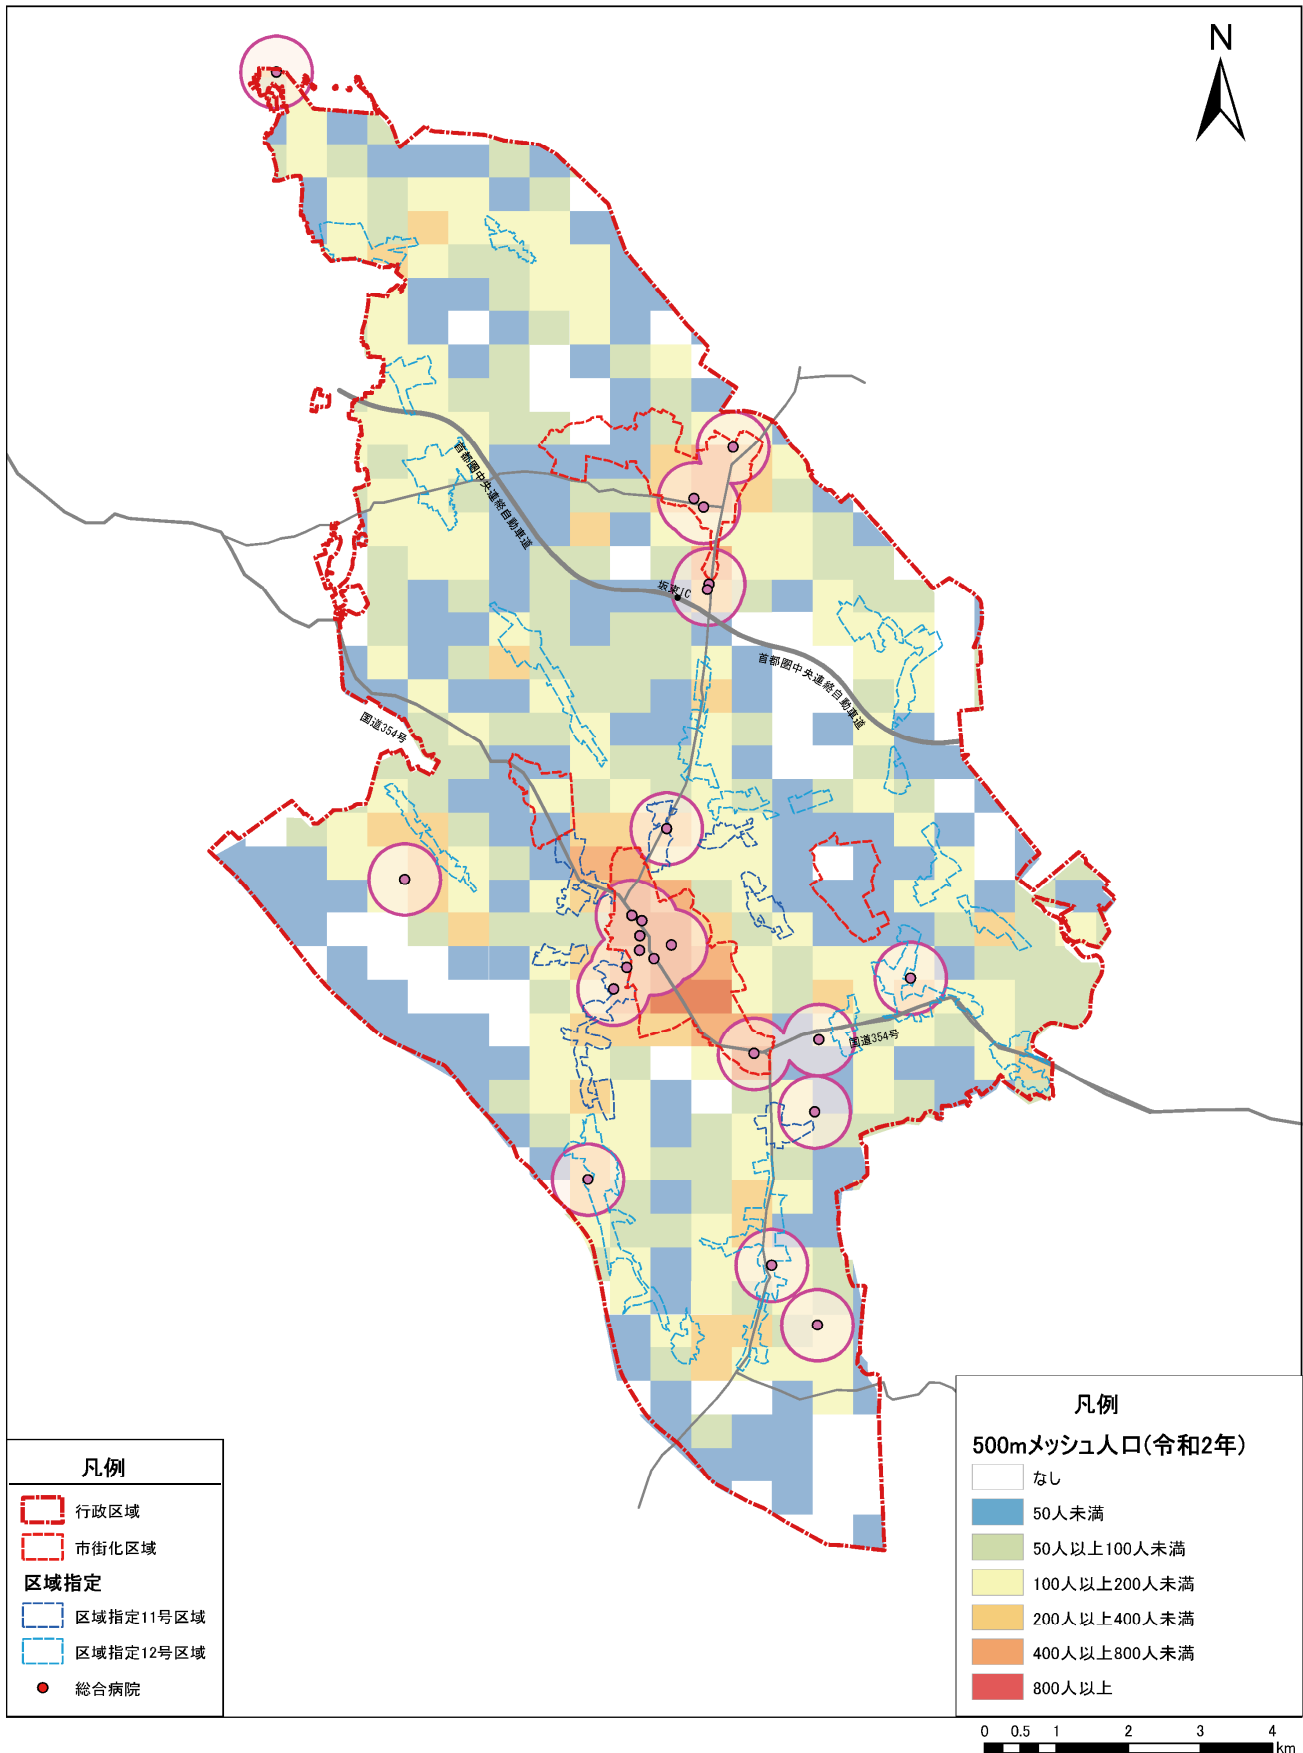 N
首都圏中央連絡自動車道
坂東IC
首都圏中央連絡自動車道
国道354号
国道354号
凡例
行政区域
市街化区域
区域指定
区域指定11号区域
区域指定12号区域
総合病院
凡例
500mメッシュ人口(令和2年)
なし
50人未満
50人以上100人未満
100人以上200人未満
200人以上400人未満
400人以上800人未満
800人以上
0 0.5 1 2 3 4
km